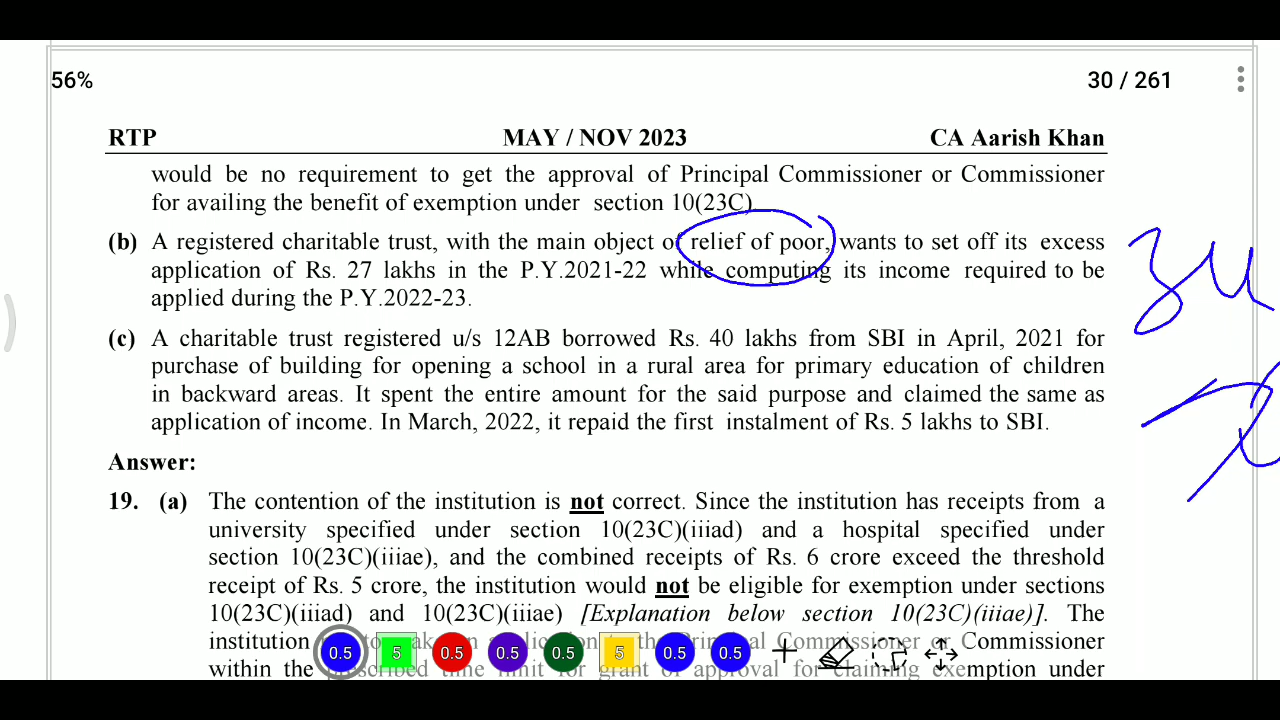 56%
30 / 261
RTP MAY / NOV 2023 CA Aarish Khan
would be no requirement to get the approval of Principal Commissioner or Commissioner
for availing the benefit of exemption under section 10(23C)
(b) A registered charitable trust, with the main object of relief of poor, wants to set off its excess
application of Rs. 27 lakhs in the P.Y.2021-22 while computing its income required to be
applied during the P.Y.2022-23.
(c) A charitable trust registered u/s 12AB borrowed Rs. 40 lakhs from SBI in April, 2021 for
purchase of building for opening a school in a rural area for primary education of children
in backward areas. It spent the entire amount for the said purpose and claimed the same as
application of income. In March, 2022, it repaid the first instalment of Rs. 5 lakhs to SBI.
Answer:
19. (a) The contention of the institution is not correct. Since the institution has receipts from a
university specified under section 10(23C)(iiiad) and a hospital specified under
section 10(23C)(iiiae), and the combined receipts of Rs. 6 crore exceed the threshold
receipt of Rs. 5 crore, the institution would not be eligible for exemption under sections
10(23C)(iiiad) and 10(23C)(iiiae) [Explanation below section 10(23C)(iiiae)]. The
institution Commissioner or Commissioner
within the prescribed time limit for grant of approval for claiming exemption under
0.5 5 0.5 0.5 0.5 5 0.5 0.5